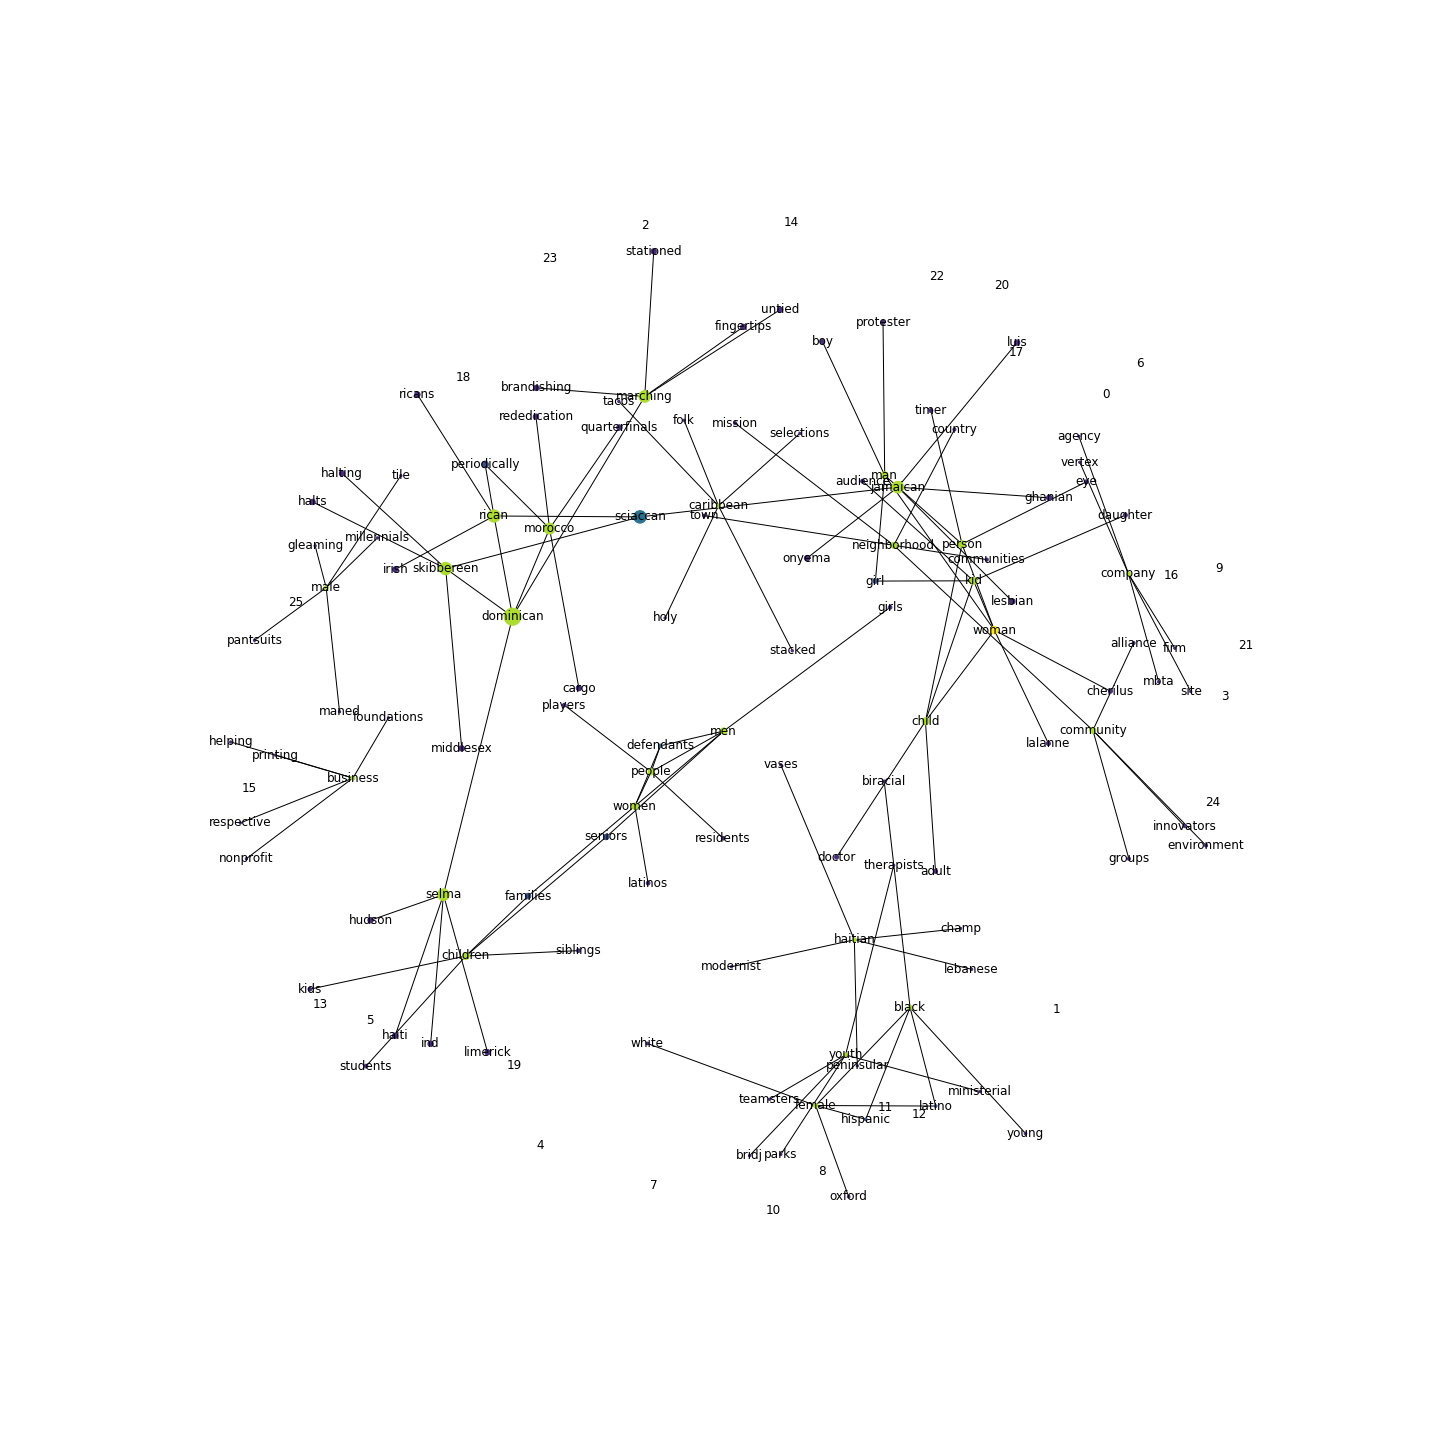 14
2
stationed
23
22
20
untied
protester
fingertips
boy
luis
17
6
18
brandishing
ricans
0
marching
tacos
timer
rededication
folk
mission
quarterfinals
country
selections
agency
vertex
periodically
halting
tile
man
audience
eye
jamaican
ghanian
halts
caribbean
rican
sciaccan
town
daughter
morocco
millennials
gleaming
neighborhood
person
onyema
communities
irish
skibbereen
9
company
16
girl
kid
male
25
lesbian
girls
dominican
holy
woman
pantsuits
alliance
21
firm
stacked
mbta
cargo
cherilus
site
3
players
maned
foundations
child
men
community
helping
defendants
lalanne
middlesex
printing
vases
people
business
biracial
15
24
women
respective
innovators
seniors
residents
environment
nonprofit
doctor
groups
therapists
adult
latinos
selma
families
hudson
champ
haitian
siblings
children
modernist
lebanese
kids
13
black
1
5
haiti
ind
white
limerick
youth
19
students
peninsular
ministerial
teamsters
female
latino
11
12
hispanic
young
4
bridj
parks
8
7
oxford
10